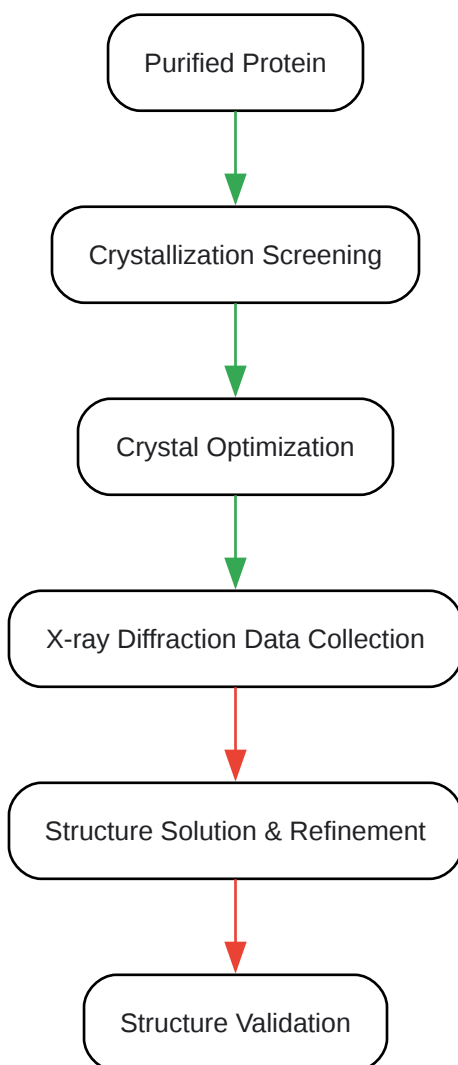 Purified Protein
Crystallization Screening
Crystal Optimization
X-ray Diffraction Data Collection
Structure Solution & Refinement
Structure Validation